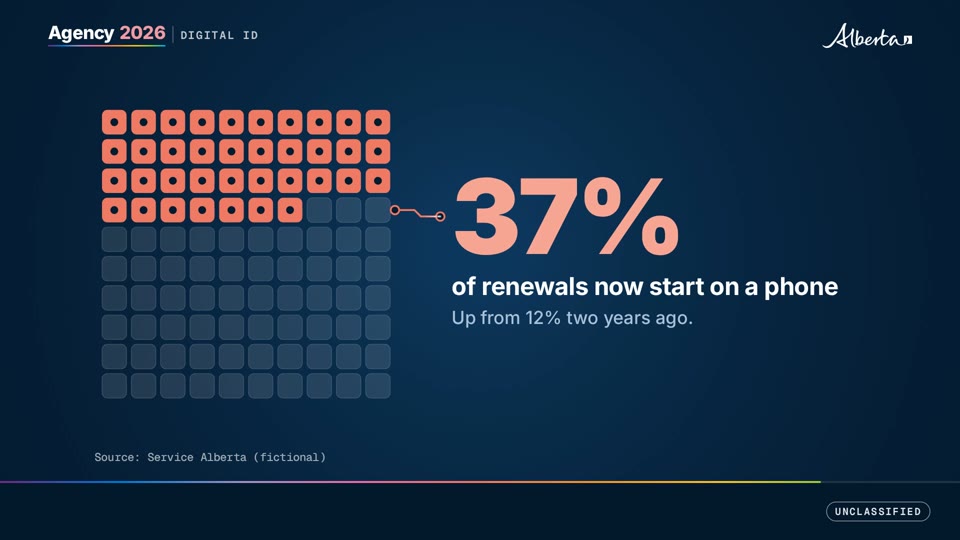 Agency 2026 | DIGITAL ID
Alberta
37%
of renewals now start on a phone
Up from 12% two years ago.
Source: Service Alberta (fictional)
UNCLASSIFIED